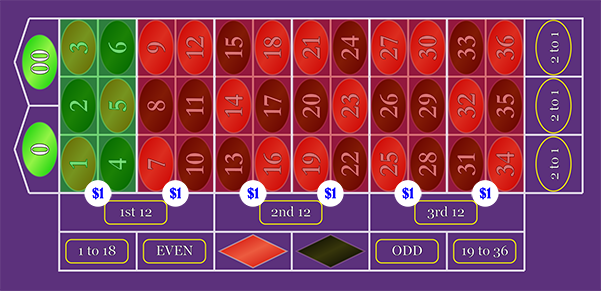 00 3 6 9 12 15 18 21 24 27 30 33 36 2 to 1
2 5 8 11 14 17 20 23 26 29 32 35 2 to 1
0 1 4 7 10 13 16 19 22 25 28 31 34 2 to 1
$1 $1 $1 $1 $1 $1
1st 12 2nd 12 3rd 12
1 to 18 EVEN ODD 19 to 36